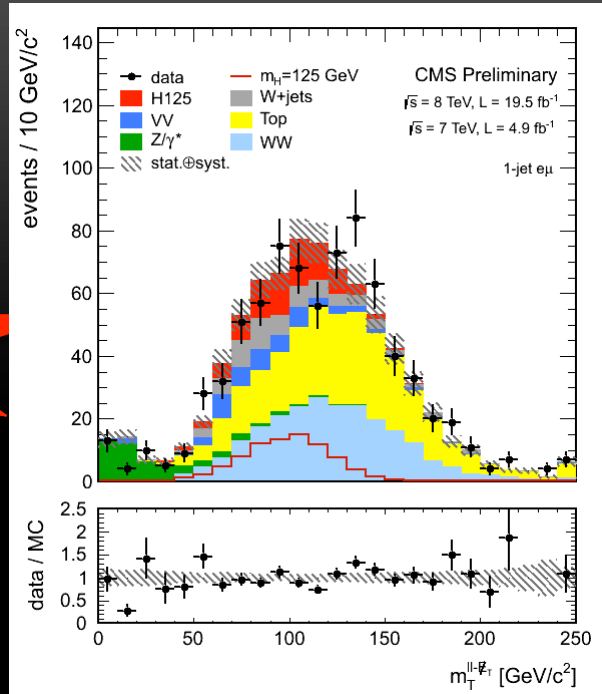 events / 10 GeV/c²
140
120
100
80
60
40
20
0
data
H125
VV
Z/γ*
stat.⊕syst.
m_H=125 GeV
W+jets
Top
WW
CMS Preliminary
√s = 8 TeV, L = 19.5 fb⁻¹
√s = 7 TeV, L = 4.9 fb⁻¹
1-jet eμ
data / MC
2.5
2
1.5
1
0.5
0
0 50 100 150 200 250
m_T^{ll-E̸_T} [GeV/c²]